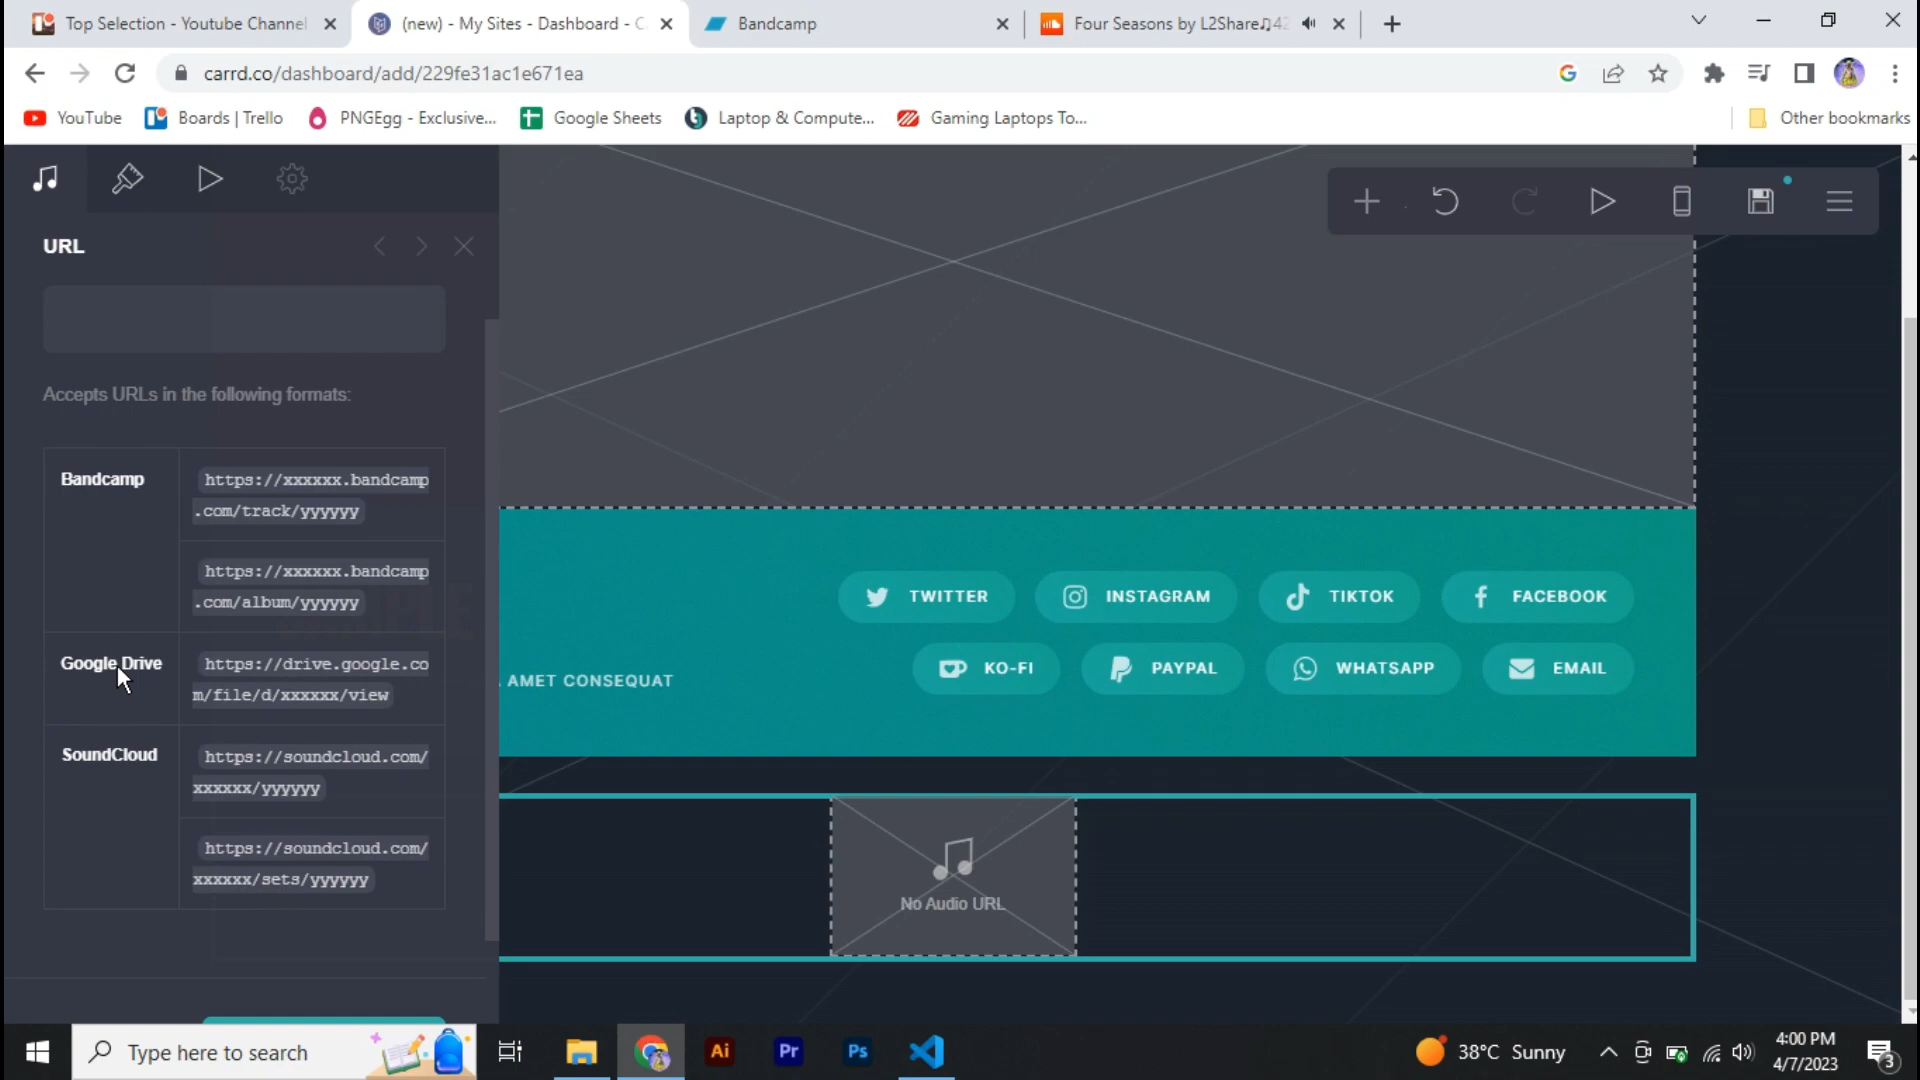 Top Selection - Youtube Channel
(new) - My Sites - Dashboard - C
Bandcamp
Four Seasons by L2Share♫42
carrd.co/dashboard/add/229fe31ac1e671ea
YouTube
Boards | Trello
PNGEgg - Exclusive...
Google Sheets
Laptop & Compute...
Gaming Laptops To...
Other bookmarks
URL
Accepts URLs in the following formats:
Bandcamp
https://xxxxxx.bandcamp
.com/track/yyyyyy
https://xxxxxx.bandcamp
.com/album/yyyyyy
Google Drive
https://drive.google.co
m/file/d/xxxxxx/view
SoundCloud
https://soundcloud.com/
xxxxxx/yyyyyy
https://soundcloud.com/
xxxxxx/sets/yyyyyy
TWITTER
INSTAGRAM
TIKTOK
FACEBOOK
KO-FI
PAYPAL
WHATSAPP
EMAIL
AMET CONSEQUAT
No Audio URL
Type here to search
Ai
Pr
Ps
38°C Sunny
4:00 PM
4/7/2023
3